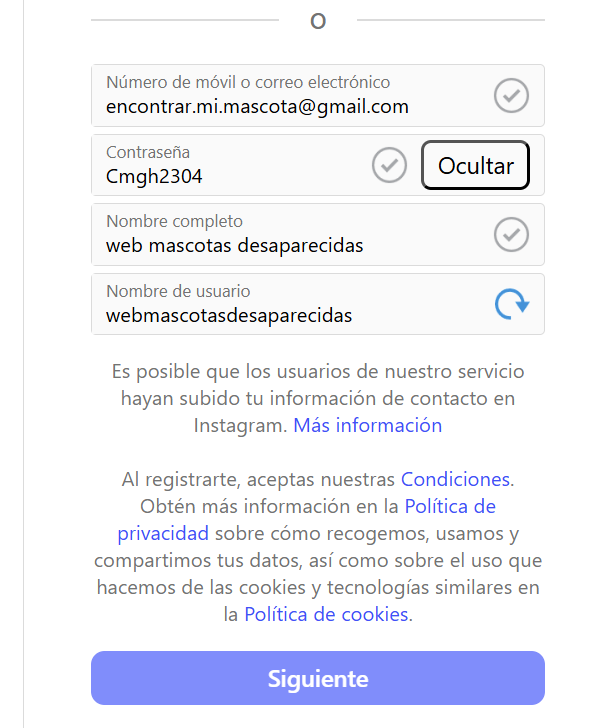 O
Número de móvil o correo electrónico
encontrar.mi.mascota@gmail.com
Contraseña
Cmgh2304
Ocultar
Nombre completo
web mascotas desaparecidas
Nombre de usuario
webmascotasdesaparecidas
Es posible que los usuarios de nuestro servicio
hayan subido tu información de contacto en
Instagram. Más información
Al registrarte, aceptas nuestras Condiciones.
Obtén más información en la Política de
privacidad sobre cómo recogemos, usamos y
compartimos tus datos, así como sobre el uso que
hacemos de las cookies y tecnologías similares en
la Política de cookies.
Siguiente